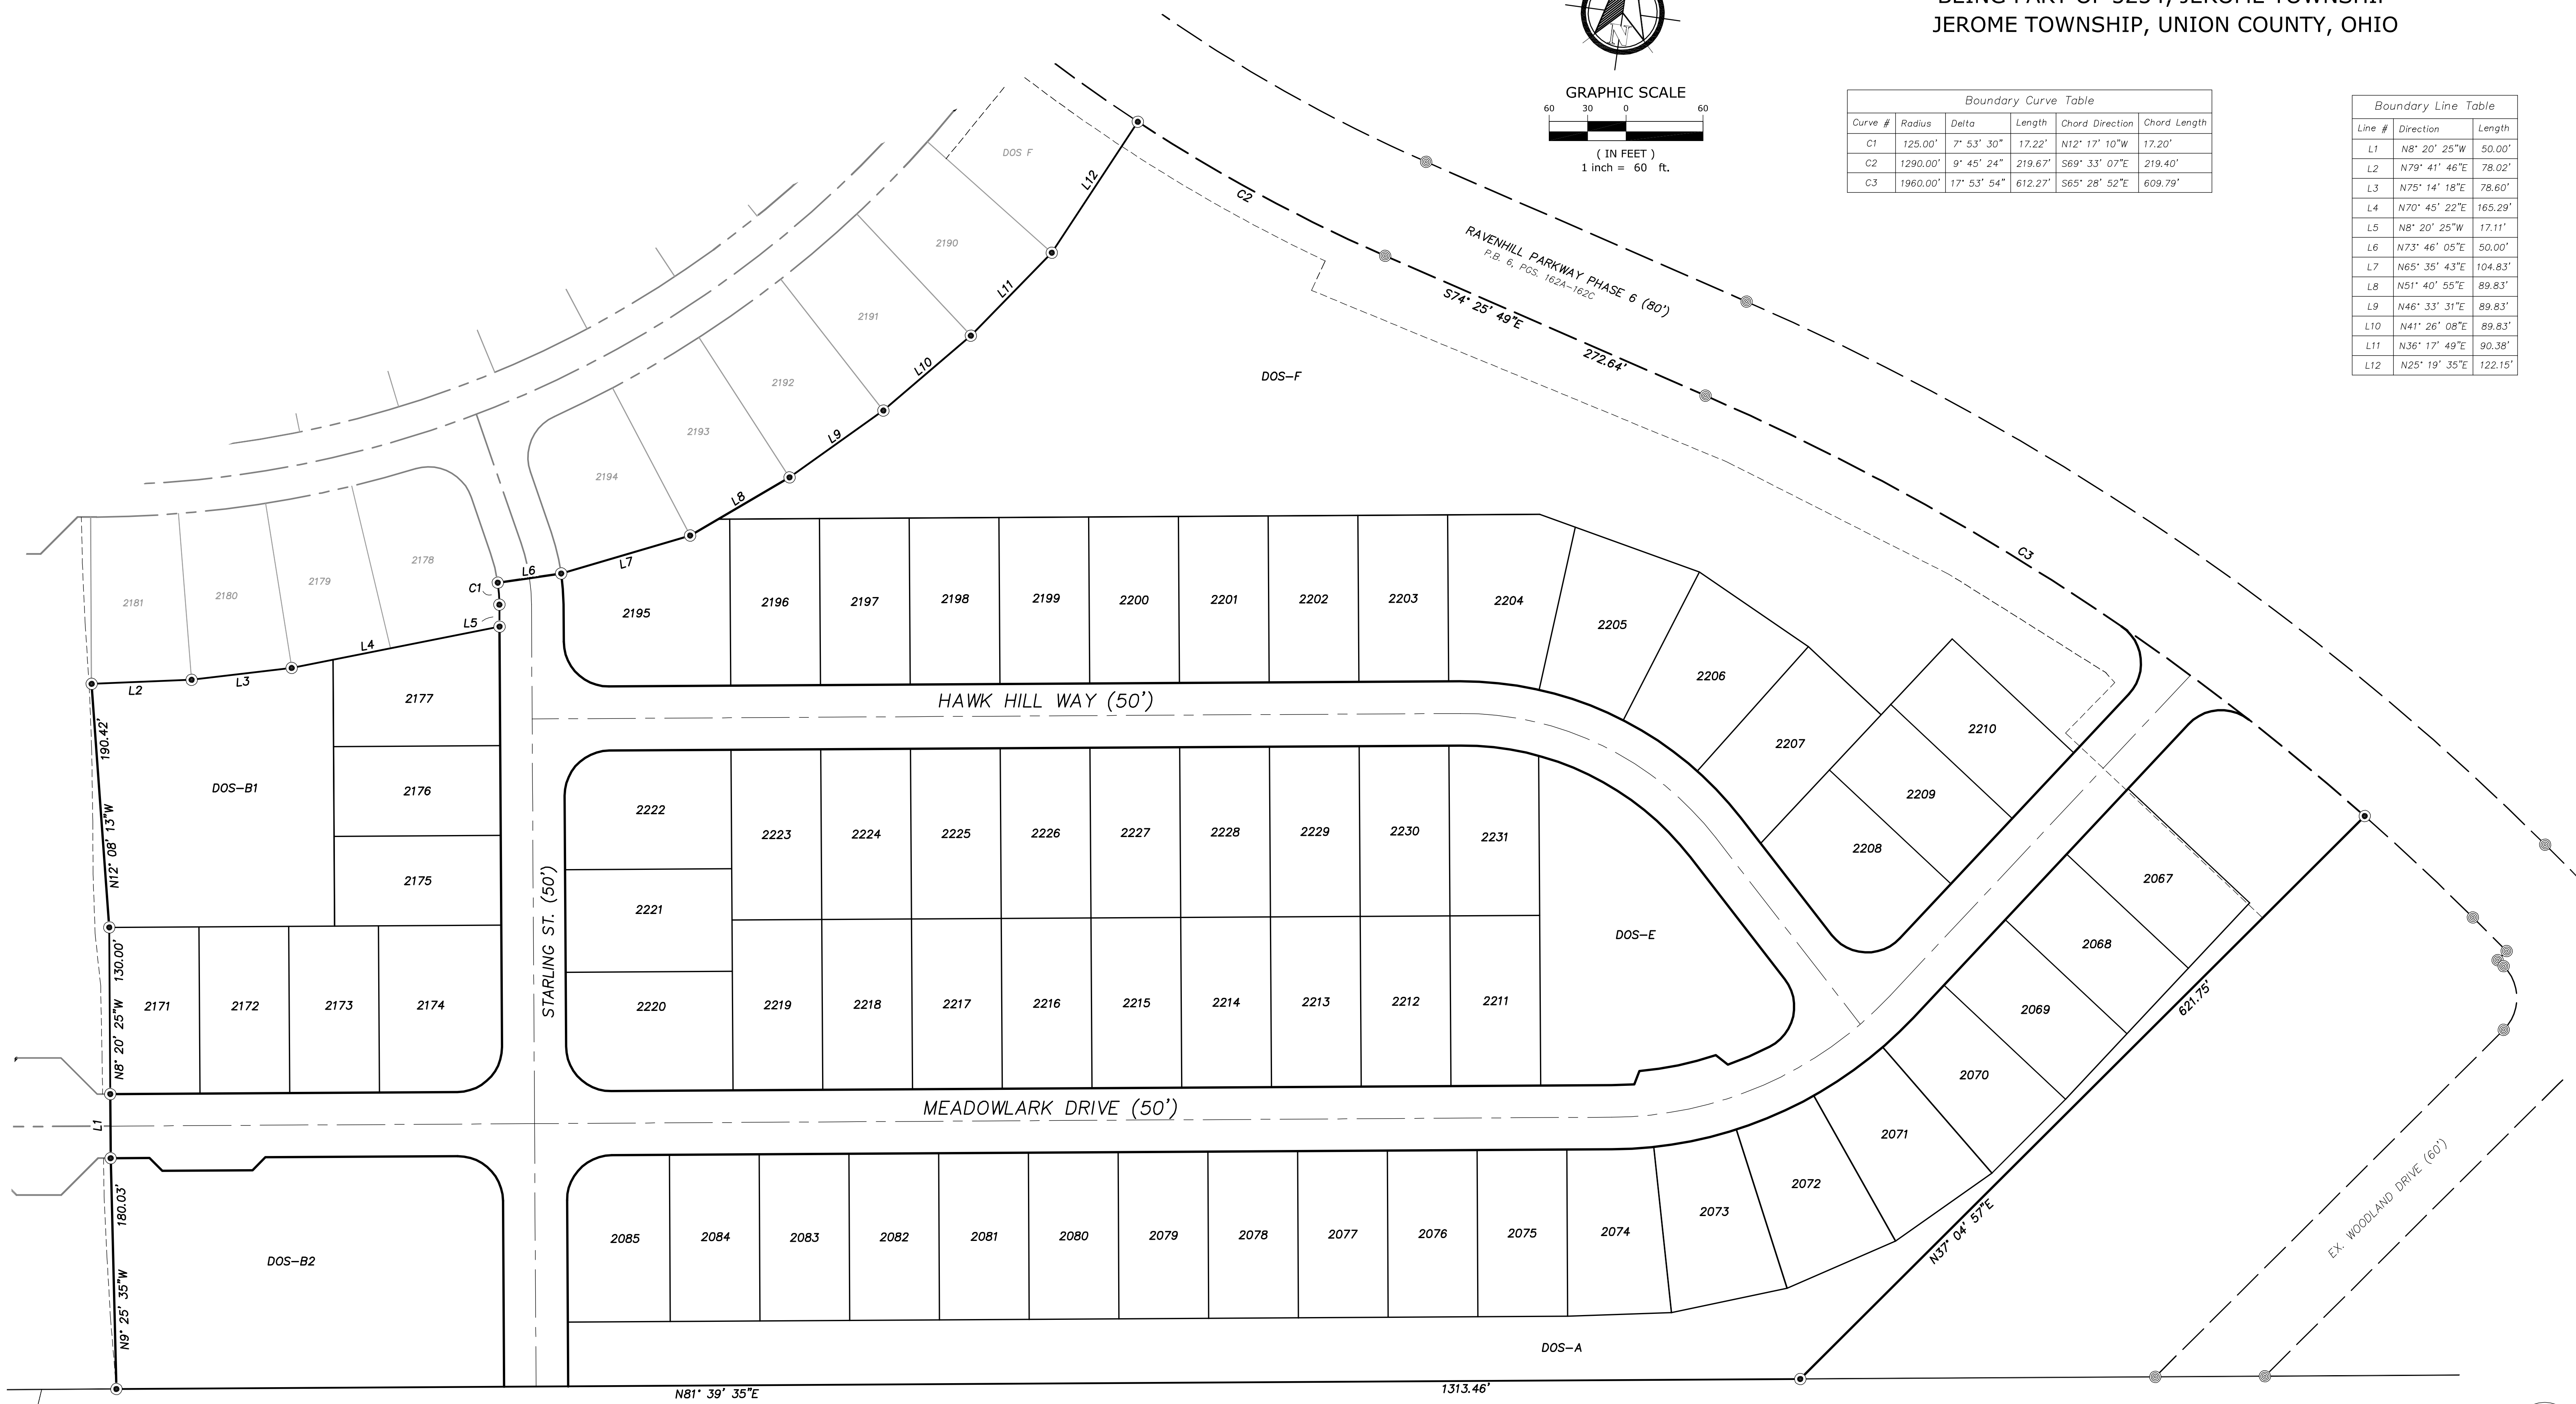 JEROME TOWNSHIP, UNION COUNTY, OHIO
N
GRAPHIC SCALE
60 30 0 60
( IN FEET )
1 inch = 60 ft.
Boundary Curve Table
Curve # Radius Delta Length Chord Direction Chord Length
C1 125.00' 7° 53' 30" 17.22' N12° 17' 10"W 17.20'
C2 1290.00' 9° 45' 24" 219.67' S69° 33' 07"E 219.40'
C3 1960.00' 17° 53' 54" 612.27' S65° 28' 52"E 609.79'
Boundary Line Table
Line # Direction Length
L1 N8° 20' 25"W 50.00'
L2 N79° 41' 46"E 78.02'
L3 N75° 14' 18"E 78.60'
L4 N70° 45' 22"E 165.29'
L5 N8° 20' 25"W 17.11'
L6 N73° 46' 05"E 50.00'
L7 N65° 35' 43"E 104.83'
L8 N51° 40' 55"E 89.83'
L9 N46° 33' 31"E 89.83'
L10 N41° 26' 08"E 89.83'
L11 N36° 17' 49"E 90.38'
L12 N25° 19' 35"E 122.15'
DOS F
L12
C2
2190
L11
RAVENHILL PARKWAY PHASE 6 (80')
P.B. 6, PGS. 162A-162C
S74° 25' 49"E
272.64'
2191
L10
DOS-F
2192
L9
2193
L8
2194
C3
2178
2179
2180
2181
C1
L6
L7
L5
L4
L3
L2
2195
2196
2197
2198
2199
2200
2201
2202
2203
2204
2205
2206
2207
2210
2209
2208
HAWK HILL WAY (50')
190.42'
N12° 08' 13"W
DOS-B1
2177
2176
2175
2222
2221
2220
2223
2224
2225
2226
2227
2228
2229
2230
2231
DOS-E
STARLING ST. (50')
2067
2068
2069
2070
2071
2072
2073
621.75'
N37° 04' 57"E
130.00'
N8° 20' 25"W
2171
2172
2173
2174
2219
2218
2217
2216
2215
2214
2213
2212
2211
MEADOWLARK DRIVE (50')
L1
180.03'
N9° 25' 35"W
DOS-B2
2085
2084
2083
2082
2081
2080
2079
2078
2077
2076
2075
2074
EX. WOODLAND DRIVE (60')
DOS-A
N81° 39' 35"E
1313.46'